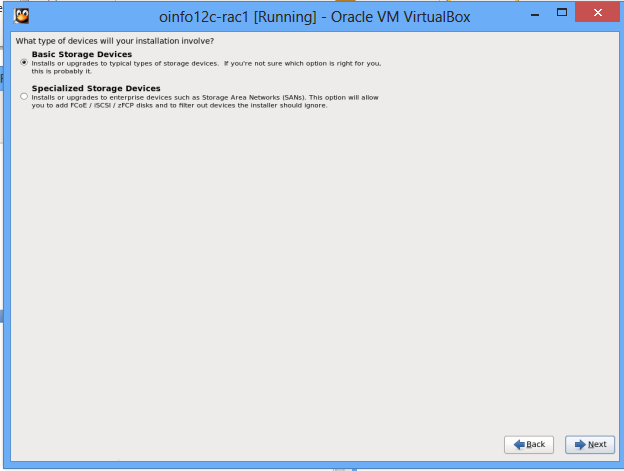 oinfo12c-rac1 [Running] - Oracle VM VirtualBox
What type of devices will your installation involve?
Basic Storage Devices
Installs or upgrades to typical types of storage devices.  If you're not sure which option is right for you,
this is probably it.
Specialized Storage Devices
Installs or upgrades to enterprise devices such as Storage Area Networks (SANs). This option will allow
you to add FCoE / iSCSI / zFCP disks and to filter out devices the installer should ignore.
Back
Next